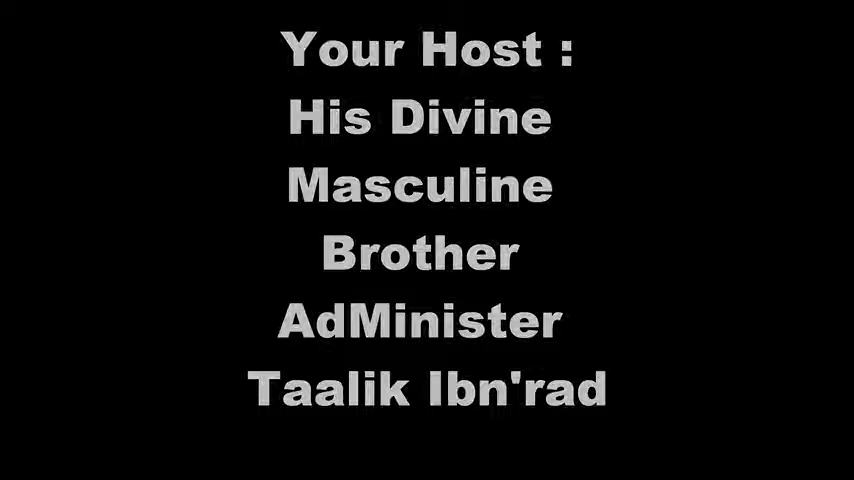 Your Host :
His Divine
Masculine
Brother
AdMinister
Taalik Ibn'rad